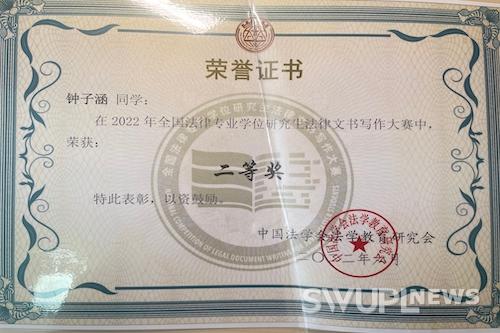 荣誉证书
钟子涵 同学：
在 2022 年全国法律专业学位研究生法律文书写作大赛中，
荣获：
二等奖
特此表彰，以资鼓励。
中国法学会法学教育研究会
SWUPLNEWS